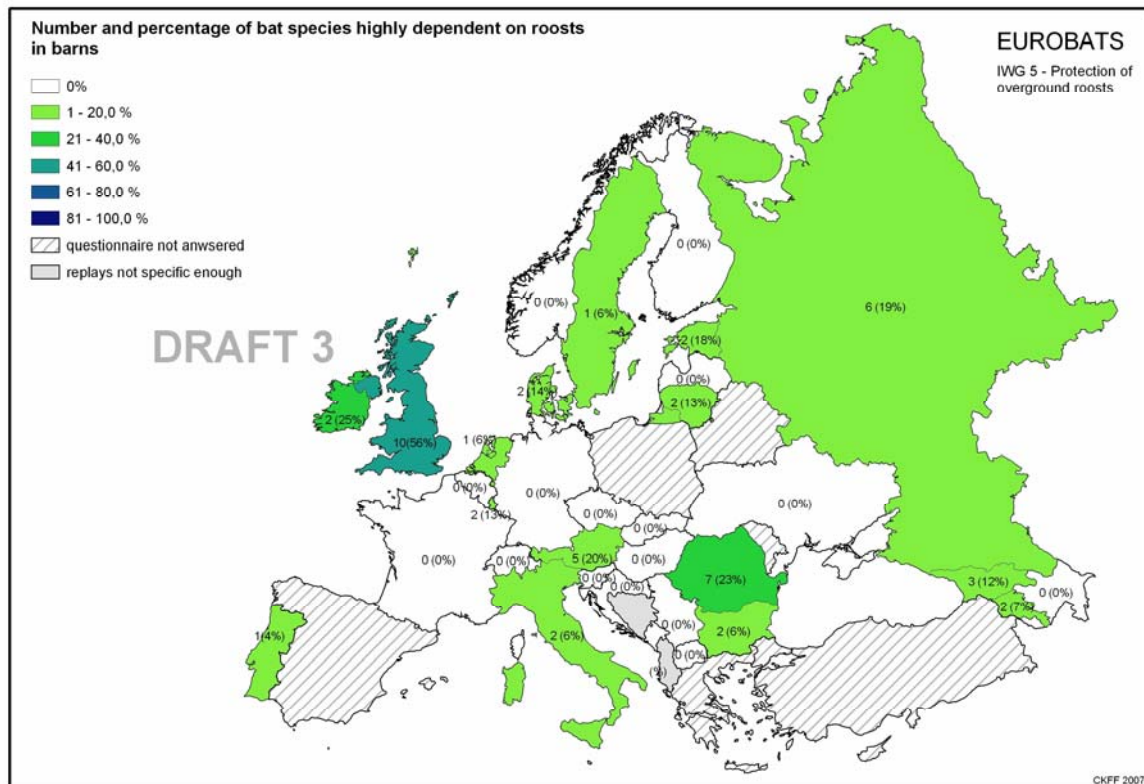 Number and percentage of bat species highly dependent on roosts
in barns
0%
1 - 20,0 %
21 - 40,0 %
41 - 60,0 %
61 - 80,0 %
81 - 100,0 %
questionnaire not anwsered
replays not specific enough
EUROBATS
IWG 5 - Protection of
overground roosts
DRAFT 3
0 (0%)
6 (19%)
0 (0%)
1 (6%)
2 (18%)
0 (0%)
2 (14%)
2 (13%)
2 (25%)
10(56%)
1 (6%)
0 (0%)
0 (0%)
0 (0%)
2 (13%)
0 (0%)
0 (0%)
0 (0%)
0 (0%)
5 (20%)
0 (0%)
7 (23%)
3 (12%)
0 (0%)
0 (0%)
0 (0%)
2 (7%)
1(4%)
2 (6%)
0 (0%)
2 (6%)
0 (0%)
(%)
CKFF 2007